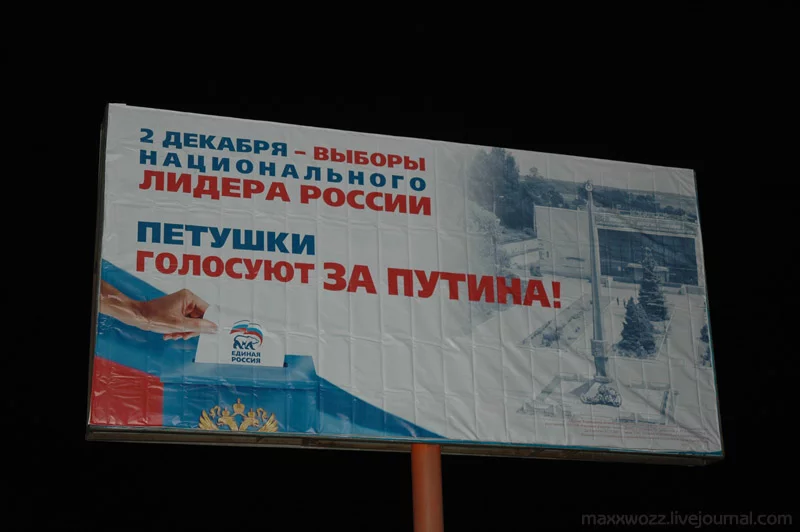 2 ДЕКАБРЯ – ВЫБОРЫ
НАЦИОНАЛЬНОГО
ЛИДЕРА РОССИИ
ПЕТУШКИ
ГОЛОСУЮТ ЗА ПУТИНА!
ЕДИНАЯ
РОССИЯ
maxxwozz.livejournal.com